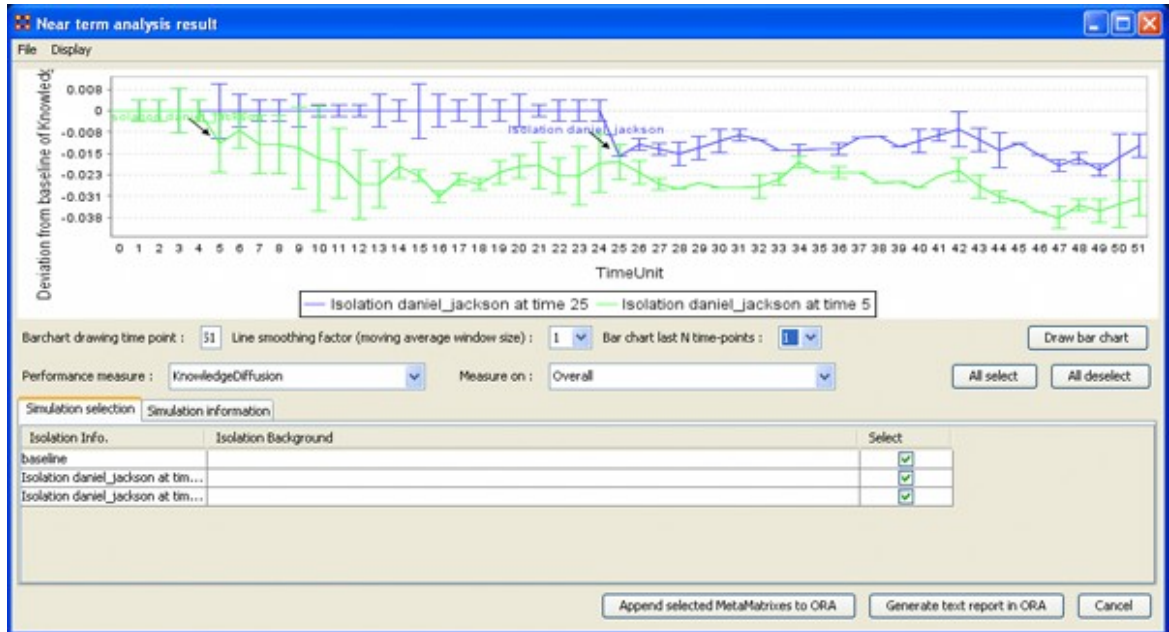 Near term analysis result
File Display
Deviation from baseline of Knowledg
0.008
0
-0.008
-0.015
-0.023
-0.031
-0.038
Isolation daniel_jackson
Isolation daniel_jackson
0 1 2 3 4 5 6 7 8 9 10 11 12 13 14 15 16 17 18 19 20 21 22 23 24 25 26 27 28 29 30 31 32 33 34 35 36 37 38 39 40 41 42 43 44 45 46 47 48 49 50 51
TimeUnit
Isolation daniel_jackson at time 25 Isolation daniel_jackson at time 5
Barchart drawing time point : 51 Line smoothing factor (moving average window size) : 1 Bar chart last N time-points : 1 Draw bar chart
Performance measure : KnowledgeDiffusion Measure on : Overall All select All deselect
Simulation selection Simulation information
Isolation Info. Isolation Background Select
baseline
Isolation daniel_jackson at tim...
Isolation daniel_jackson at tim...
Append selected MetaMatrixes to ORA Generate text report in ORA Cancel